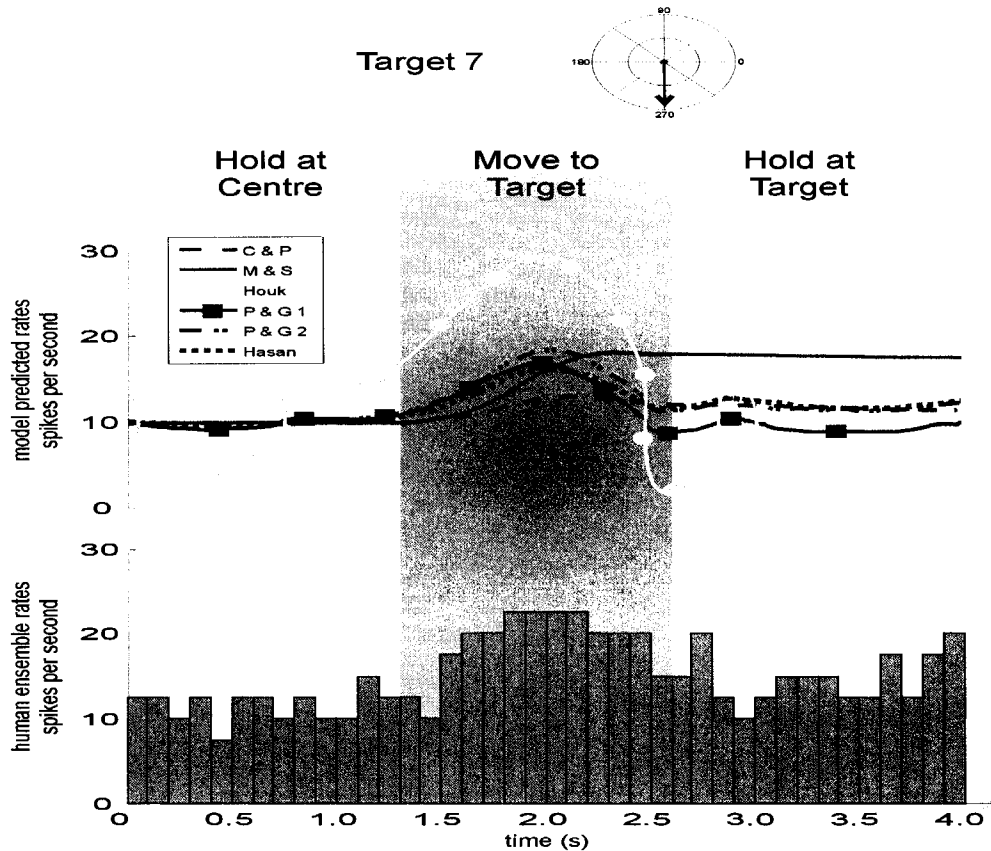 Target 7
90
180
0
270
Hold at
Centre
Move to
Target
Hold at
Target
C & P
M & S
Houk
P & G 1
P & G 2
Hasan
model predicted rates
spikes per second
30
20
10
0
human ensemble rates
spikes per second
30
20
10
0
0 0.5 1.0 1.5 2.0 2.5 3.0 3.5 4.0
time (s)